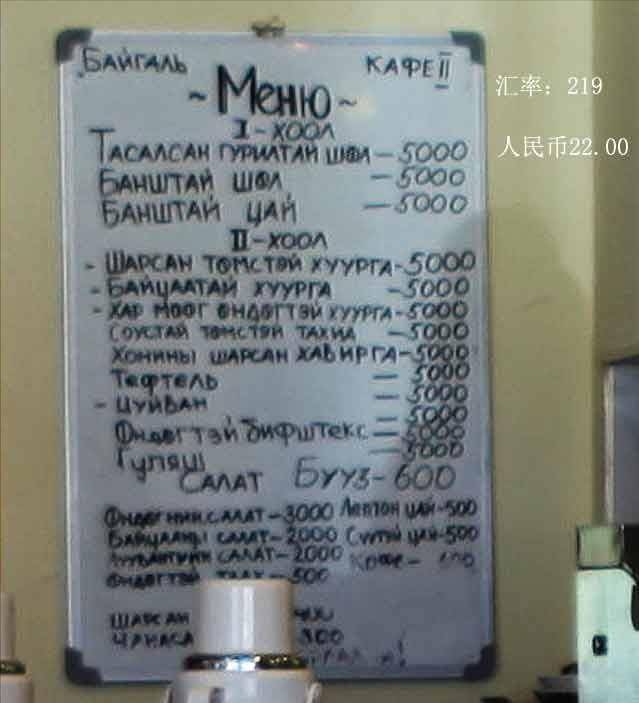 БАЙГАЛЬ КАФЕ II
~ МЕНЮ ~
I - ХООЛ
ТАСАЛСАН ГУРИЛТАЙ ШӨЛ – 5000
БАНШТАЙ ШӨЛ – 5000
БАНШТАЙ ЦАЙ – 5000
II - ХООЛ
- ШАРСАН ТӨМСТЭЙ ХУУРГА - 5000
- БАЙЦААТАЙ ХУУРГА - 5000
- ХАР МӨӨГ ӨНДӨГТЭЙ ХУУРГА - 5000
СОУСТАЙ ТӨМСТЭЙ ТАХИА – 5000
ХОНИНЫ ШАРСАН ХАВИРГА - 5000
ТЕФТЕЛЬ – 5000
- ЦУЙВАН – 5000
ӨНДӨГТЭЙ БИФШТЕКС – 5000
ГУЛЯШ – 5000
САЛАТ БУУЗ - 600
ӨНДӨГНИЙ САЛАТ - 3000 ЛИПТОН ЦАЙ - 500
БАЙЦААНЫ САЛАТ - 2000 СҮҮТЭЙ ЦАЙ - 500
САЛАТ - 2000 КОФЕ -
ӨНДӨГТЭЙ 500
ШАРСАН
300
汇率：219
人民币22.00